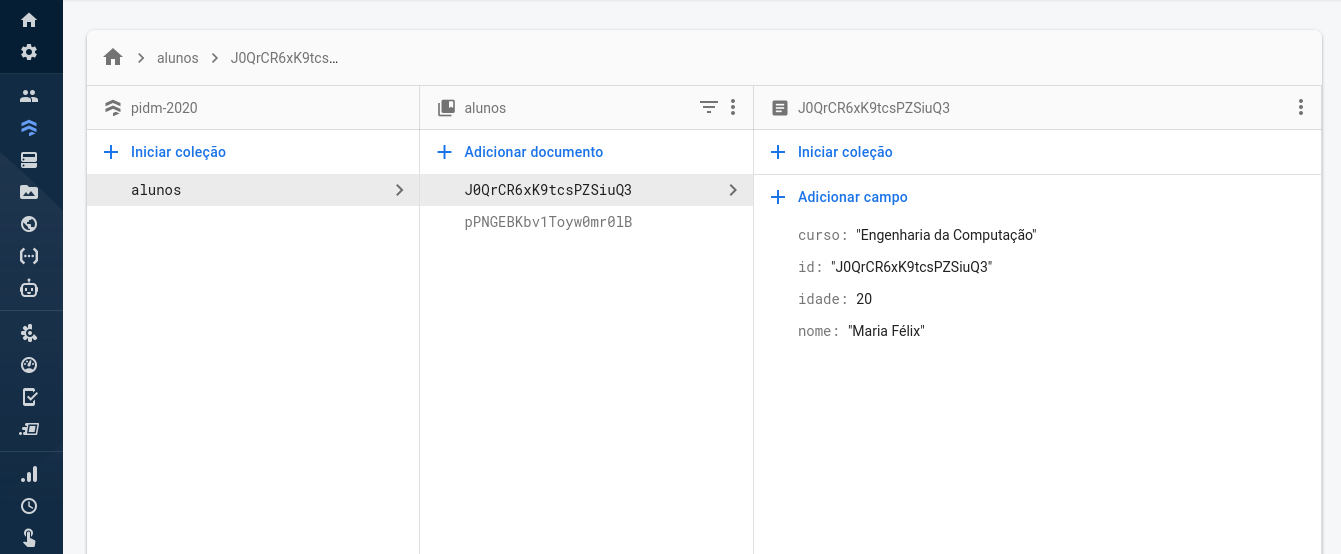 alunos
J0QrCR6xK9tcs...
pidm-2020
alunos
J0QrCR6xK9tcsPZSiuQ3
Iniciar coleção
Adicionar documento
Iniciar coleção
alunos
J0QrCR6xK9tcsPZSiuQ3
pPNGEBKbv1Toyw0mr0lB
Adicionar campo
curso: "Engenharia da Computação"
id: "J0QrCR6xK9tcsPZSiuQ3"
idade: 20
nome: "Maria Félix"